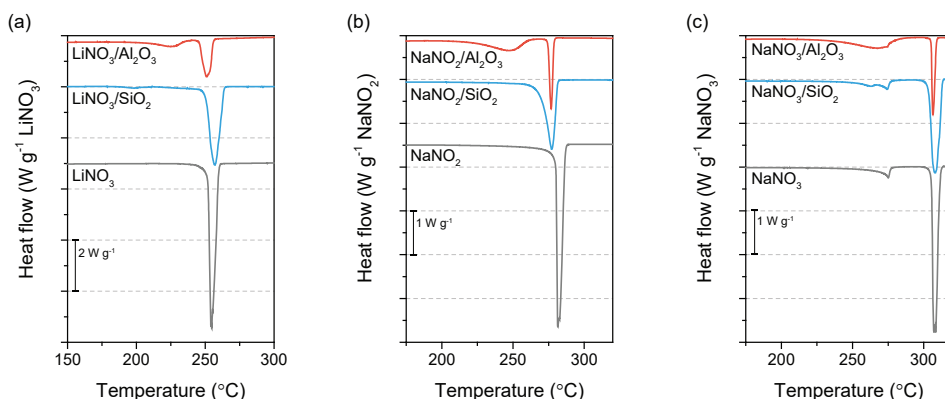 (a)
Heat flow (W g⁻¹ LiNO₃)
LiNO₃/Al₂O₃
LiNO₃/SiO₂
LiNO₃
2 W g⁻¹
150 200 250 300
Temperature (°C)
(b)
Heat flow (W g⁻¹ NaNO₂)
NaNO₂/Al₂O₃
NaNO₂/SiO₂
NaNO₂
1 W g⁻¹
200 250 300
Temperature (°C)
(c)
Heat flow (W g⁻¹ NaNO₃)
NaNO₃/Al₂O₃
NaNO₃/SiO₂
NaNO₃
1 W g⁻¹
200 250 300
Temperature (°C)